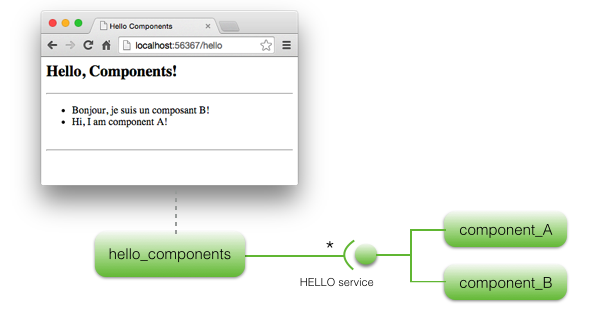 Hello Components
localhost:56367/hello
Hello, Components!
Bonjour, je suis un composant B!
Hi, I am component A!
hello_components
*
HELLO service
component_A
component_B